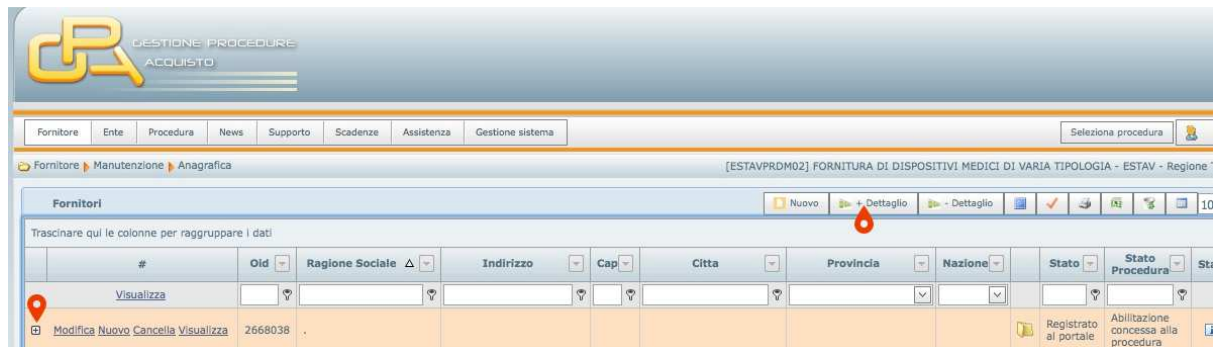 GESTIONE PROCEDURE
ACQUISTO
Fornitore Ente Procedura News Supporto Scadenze Assistenza Gestione sistema Seleziona procedura
Fornitore Manutenzione Anagrafica [ESTAVPRDM02] FORNITURA DI DISPOSITIVI MEDICI DI VARIA TIPOLOGIA - ESTAV - Regione
Fornitori Nuovo + Dettaglio - Dettaglio 10
Trascinare qui le colonne per raggruppare i dati
# Oid Ragione Sociale Indirizzo Cap Citta Provincia Nazione Stato Stato Procedura Sta
Visualizza
Modifica Nuovo Cancella Visualizza 2668038 . Registrato al portale Abilitazione concessa alla procedura